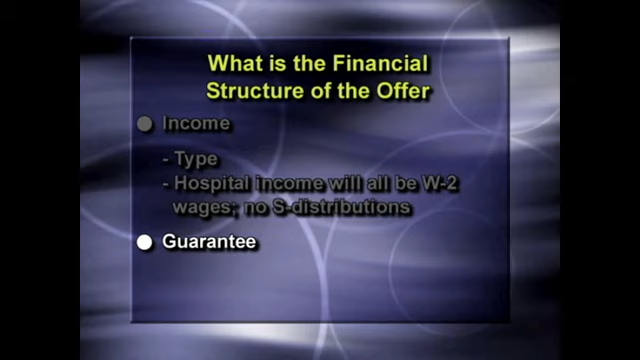 What is the Financial
Structure of the Offer
Income
- Type
- Hospital income will all be W-2
wages; no S-distributions
Guarantee